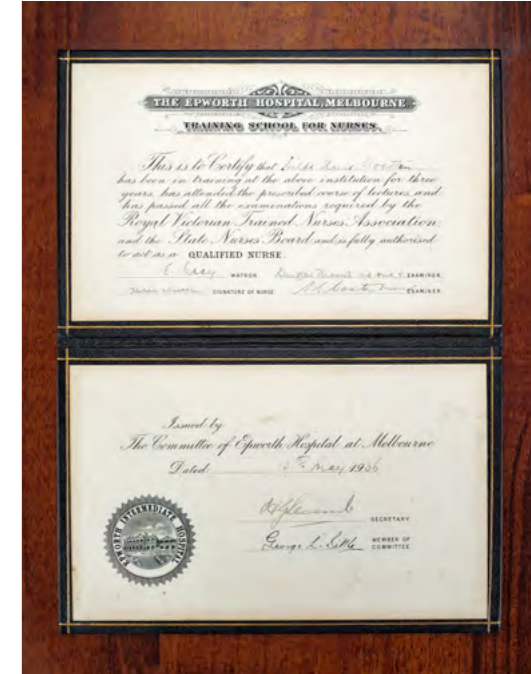 THE EPWORTH HOSPITAL, MELBOURNE
TRAINING SCHOOL FOR NURSES.
This is to Certify that
has been in training at the above institution for three
years, has attended the prescribed course of lectures, and
has passed all the examinations required by the
Royal Victorian Trained Nurses Association,
and the State Nurses Board and is fully authorised
to act as a QUALIFIED NURSE.
MATRON EXAMINER.
SIGNATURE OF NURSE EXAMINER.
Issued by
The Committee of Epworth Hospital at Melbourne
Dated May 1936
SECRETARY
George L. MEMBER OF
COMMITTEE
EPWORTH INTERMEDIATE HOSPITAL